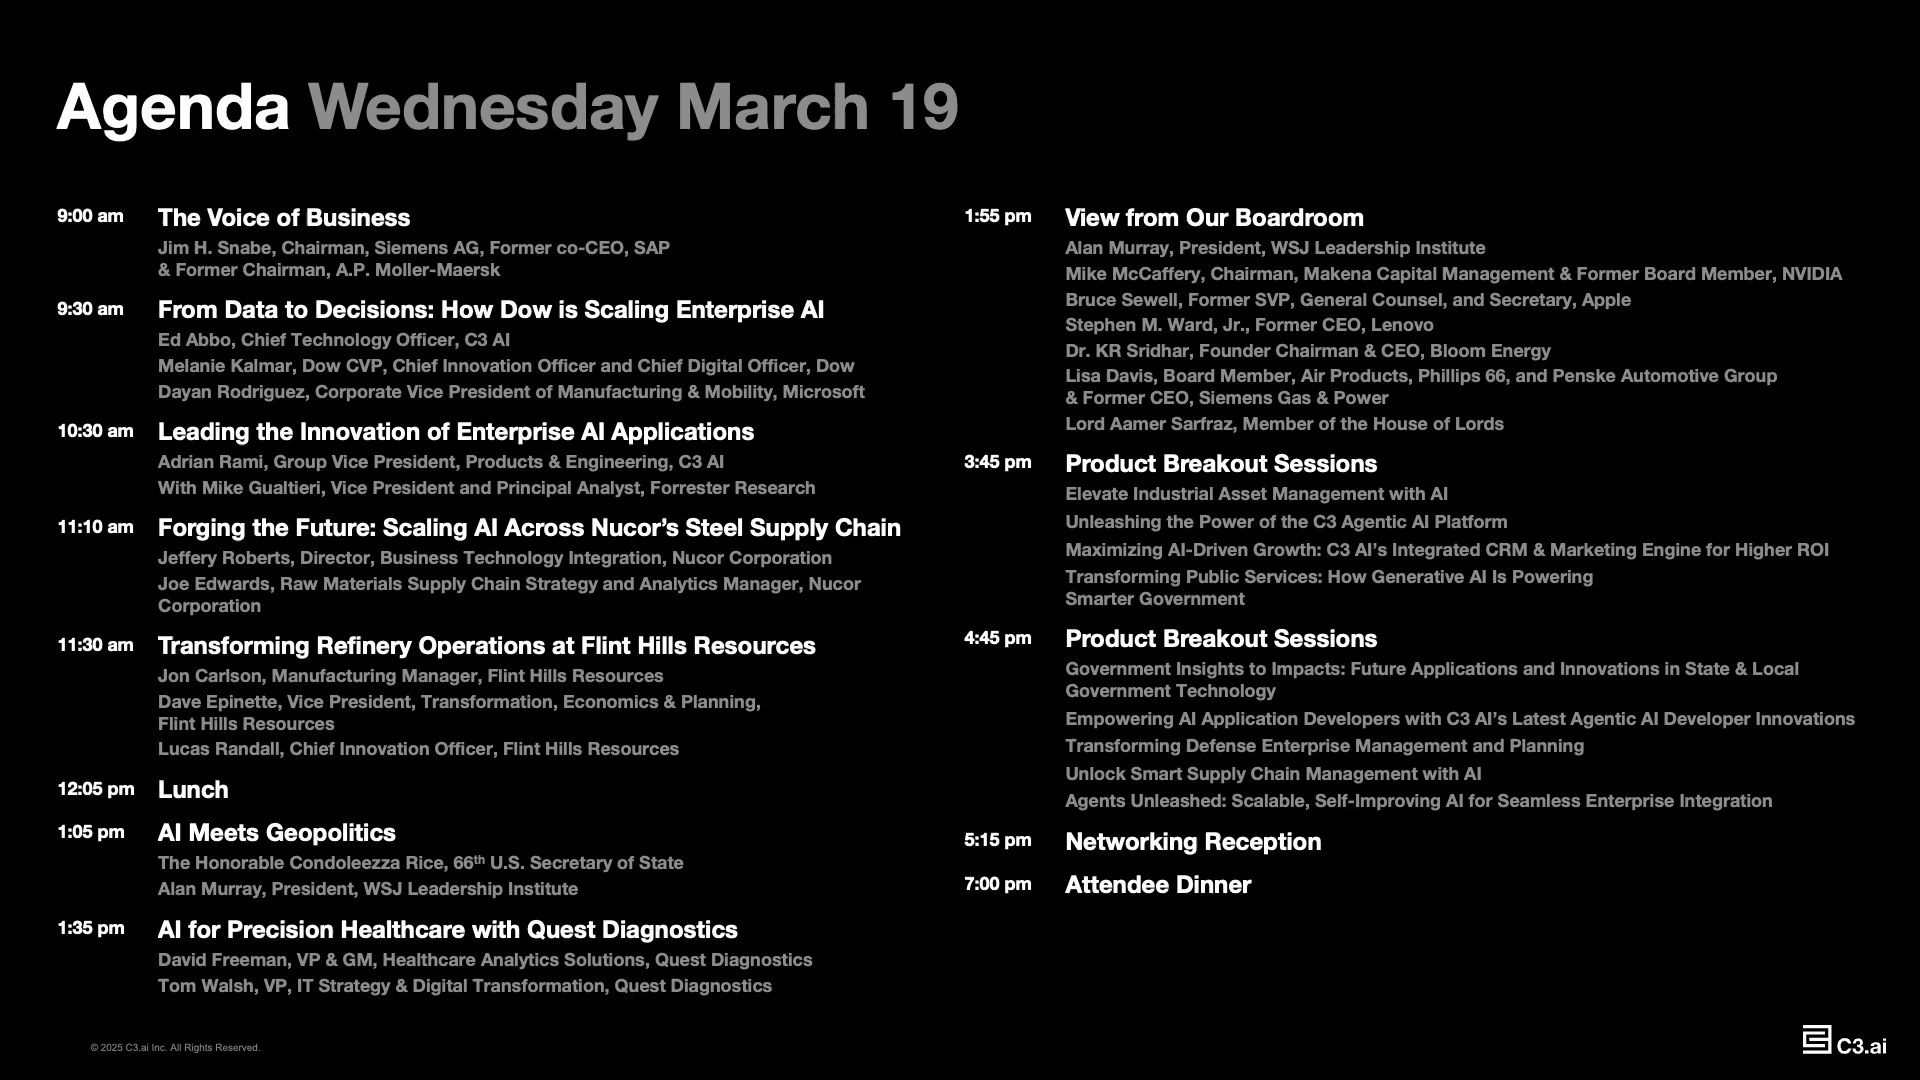 Agenda Wednesday March 19
9:00 am The Voice of Business
Jim H. Snabe, Chairman, Siemens AG, Former co-CEO, SAP
& Former Chairman, A.P. Moller-Maersk
9:30 am From Data to Decisions: How Dow is Scaling Enterprise AI
Ed Abbo, Chief Technology Officer, C3 AI
Melanie Kalmar, Dow CVP, Chief Innovation Officer and Chief Digital Officer, Dow
Dayan Rodriguez, Corporate Vice President of Manufacturing & Mobility, Microsoft
10:30 am Leading the Innovation of Enterprise AI Applications
Adrian Rami, Group Vice President, Products & Engineering, C3 AI
With Mike Gualtieri, Vice President and Principal Analyst, Forrester Research
11:10 am Forging the Future: Scaling AI Across Nucor’s Steel Supply Chain
Jeffery Roberts, Director, Business Technology Integration, Nucor Corporation
Joe Edwards, Raw Materials Supply Chain Strategy and Analytics Manager, Nucor
Corporation
11:30 am Transforming Refinery Operations at Flint Hills Resources
Jon Carlson, Manufacturing Manager, Flint Hills Resources
Dave Epinette, Vice President, Transformation, Economics & Planning,
Flint Hills Resources
Lucas Randall, Chief Innovation Officer, Flint Hills Resources
12:05 pm Lunch
1:05 pm AI Meets Geopolitics
The Honorable Condoleezza Rice, 66th U.S. Secretary of State
Alan Murray, President, WSJ Leadership Institute
1:35 pm AI for Precision Healthcare with Quest Diagnostics
David Freeman, VP & GM, Healthcare Analytics Solutions, Quest Diagnostics
Tom Walsh, VP, IT Strategy & Digital Transformation, Quest Diagnostics
1:55 pm View from Our Boardroom
Alan Murray, President, WSJ Leadership Institute
Mike McCaffery, Chairman, Makena Capital Management & Former Board Member, NVIDIA
Bruce Sewell, Former SVP, General Counsel, and Secretary, Apple
Stephen M. Ward, Jr., Former CEO, Lenovo
Dr. KR Sridhar, Founder Chairman & CEO, Bloom Energy
Lisa Davis, Board Member, Air Products, Phillips 66, and Penske Automotive Group
& Former CEO, Siemens Gas & Power
Lord Aamer Sarfraz, Member of the House of Lords
3:45 pm Product Breakout Sessions
Elevate Industrial Asset Management with AI
Unleashing the Power of the C3 Agentic AI Platform
Maximizing AI-Driven Growth: C3 AI’s Integrated CRM & Marketing Engine for Higher ROI
Transforming Public Services: How Generative AI Is Powering
Smarter Government
4:45 pm Product Breakout Sessions
Government Insights to Impacts: Future Applications and Innovations in State & Local
Government Technology
Empowering AI Application Developers with C3 AI’s Latest Agentic AI Developer Innovations
Transforming Defense Enterprise Management and Planning
Unlock Smart Supply Chain Management with AI
Agents Unleashed: Scalable, Self-Improving AI for Seamless Enterprise Integration
5:15 pm Networking Reception
7:00 pm Attendee Dinner
© 2025 C3.ai Inc. All Rights Reserved.
C3.ai